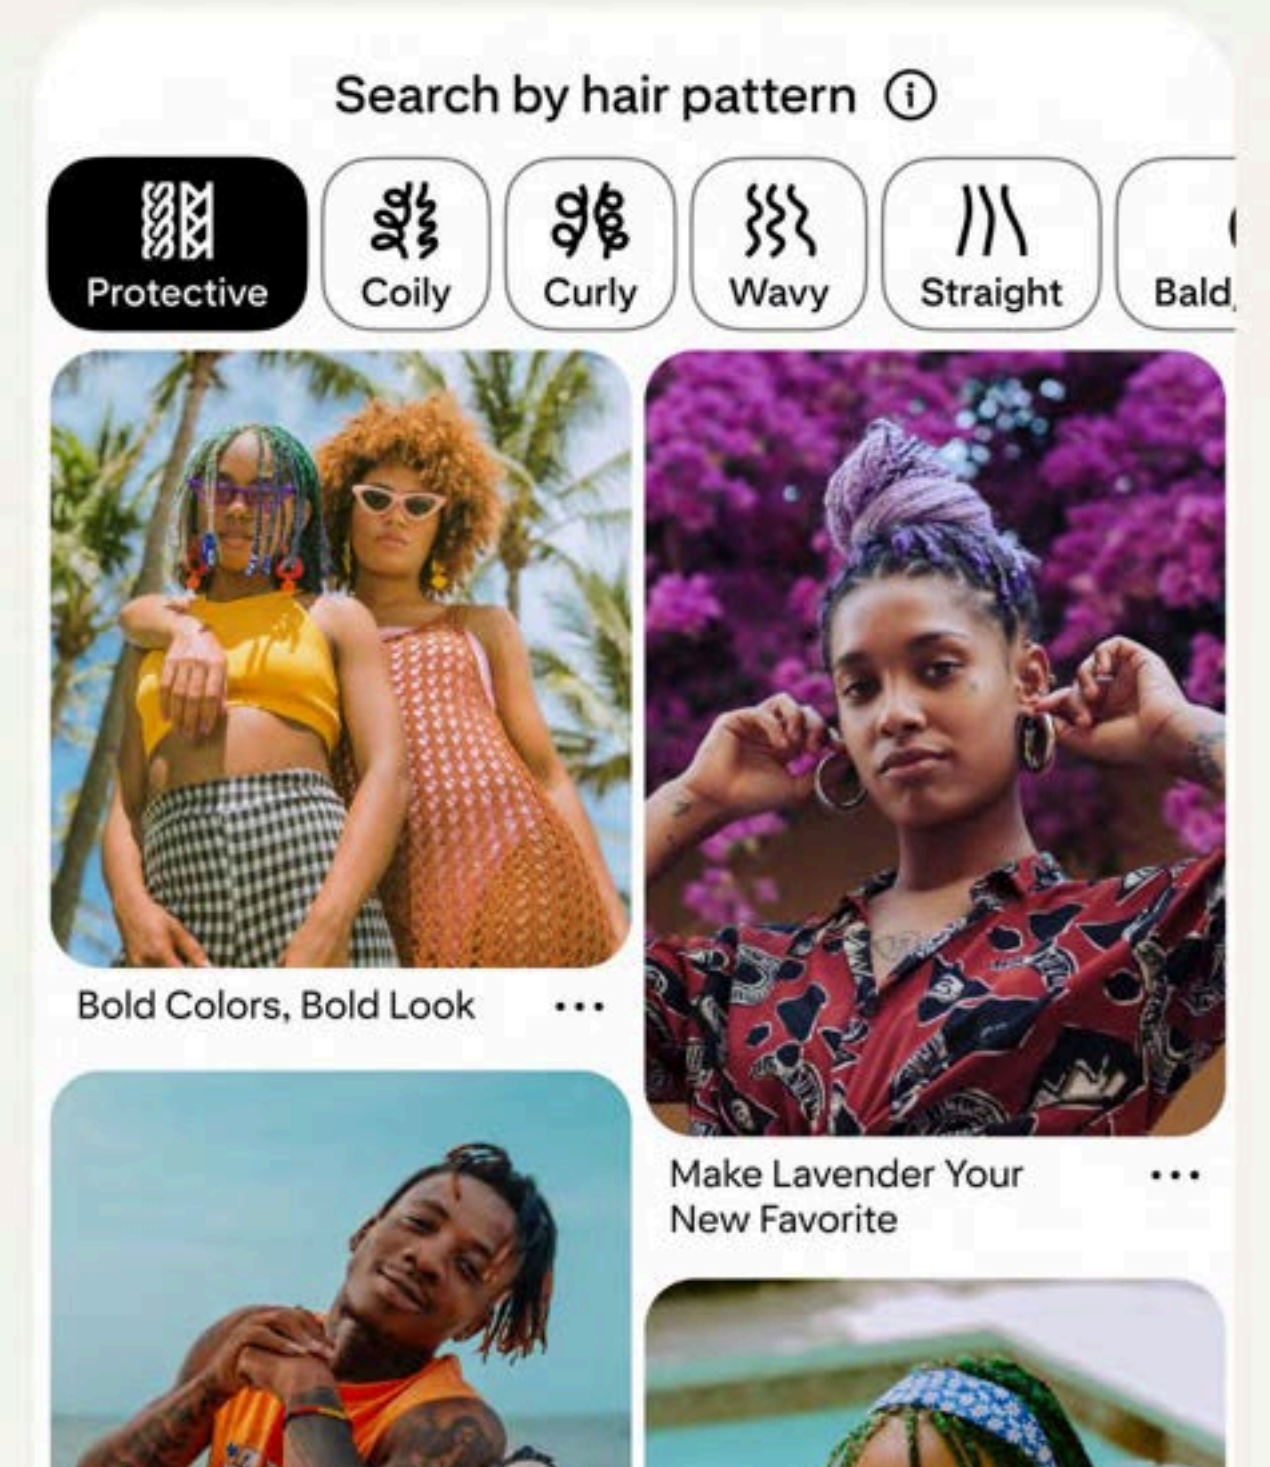 Search by hair pattern
Protective
Coily
Curly
Wavy
Straight
Bald,
Bold Colors, Bold Look
Make Lavender Your
New Favorite